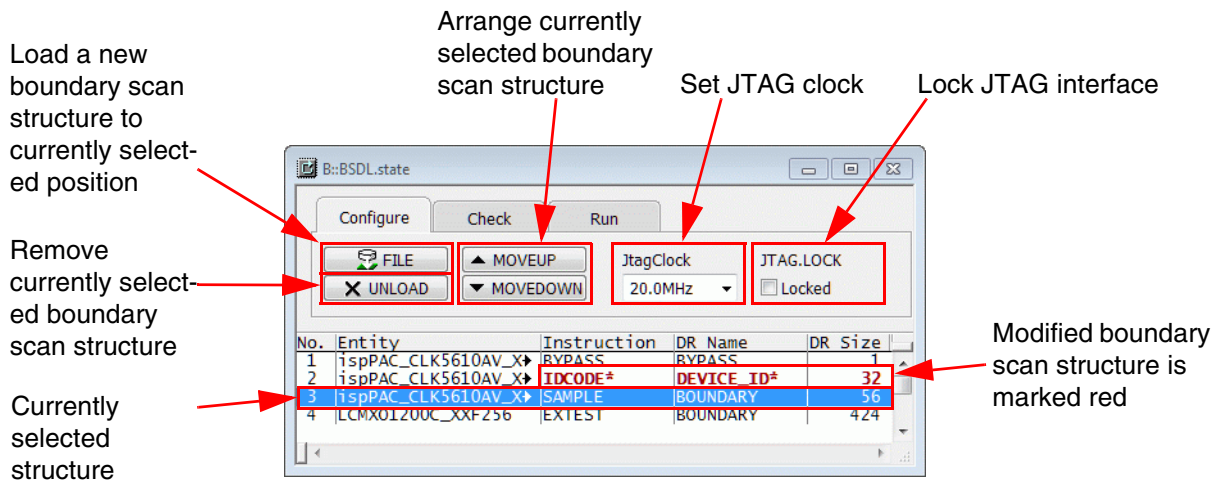 Arrange currently
selected boundary
scan structure
Load a new
boundary scan
structure to
currently select-
ed position
Set JTAG clock
Lock JTAG interface
B::BSDL.state
Configure
Check
Run
FILE
MOVEUP
JtagClock
JTAG.LOCK
UNLOAD
MOVEDOWN
20.0MHz
Locked
Remove
currently select-
ed boundary
scan structure
No. Entity Instruction DR Name DR Size
1 ispPAC_CLK5610AV_X BYPASS BYPASS 1
2 ispPAC_CLK5610AV_X IDCODE* DEVICE_ID* 32
3 ispPAC_CLK5610AV_X SAMPLE BOUNDARY 56
4 LCMXO1200C_XXF256 EXTEST BOUNDARY 424
Modified boundary
scan structure is
marked red
Currently
selected
structure